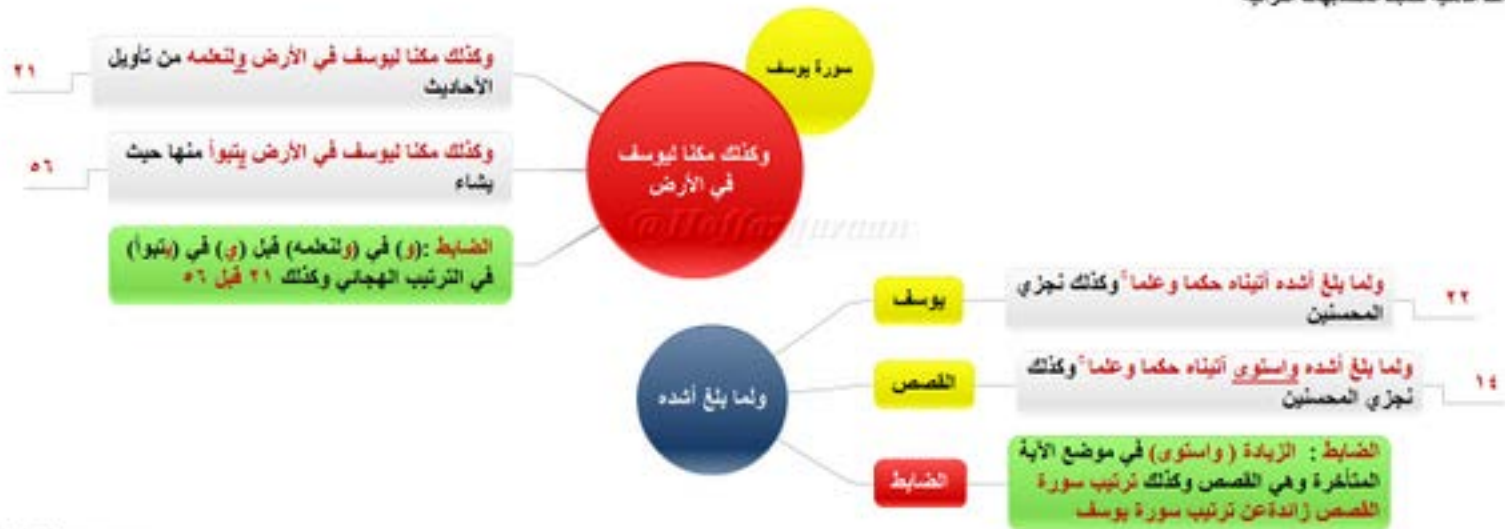 سورة يوسف
وكذلك مكنا ليوسف
في الأرض
وكذلك مكنا ليوسف في الأرض ولنعلمه من تأويل
الأحاديث
٢١
وكذلك مكنا ليوسف في الأرض يتبوأ منها حيث
يشاء
٥٦
الضابط :(و) في (ولنعلمه) قبل (ي) في (يتبوأ)
في الترتيب الهجائي وكذلك ٢١ قبل ٥٦
@Hoffazquraan
ولما بلغ أشده
يوسف
ولما بلغ أشده آتيناه حكما وعلما ۚ وكذلك نجزي
المحسنين
٢٢
القصص
ولما بلغ أشده واستوى آتيناه حكما وعلما ۚ وكذلك
نجزي المحسنين
١٤
الضابط
الضابط : الزيادة ( واستوى) في موضع الآية
المتأخرة وهي القصص وكذلك ترتيب سورة
القصص زائدة عن ترتيب سورة يوسف